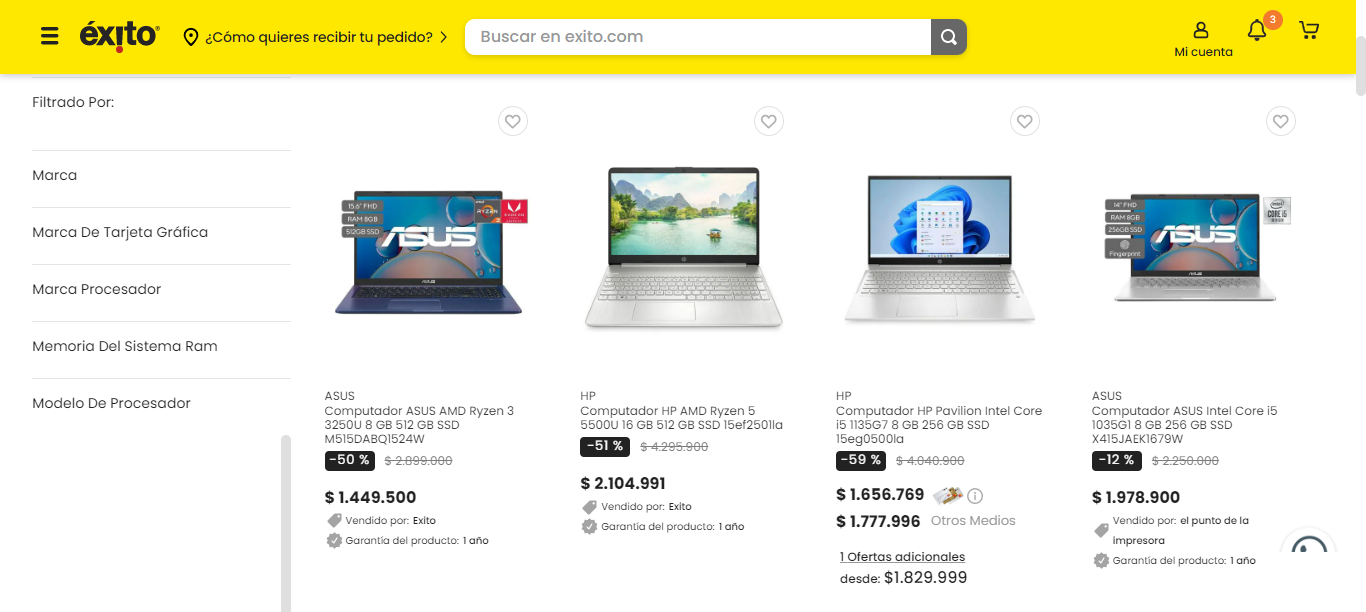 éxito
¿Cómo quieres recibir tu pedido?
Buscar en exito.com
Mi cuenta
3
Filtrado Por:
Marca
Marca De Tarjeta Gráfica
Marca Procesador
Memoria Del Sistema Ram
Modelo De Procesador
15.6" FHD
RAM 8GB
512GB SSD
RYZEN
ASUS
ASUS
Computador ASUS AMD Ryzen 3
3250U 8 GB 512 GB SSD
M515DABQ1524W
-50 %
$ 2.899.000
$ 1.449.500
Vendido por: Exito
Garantía del producto: 1 año
HP
Computador HP AMD Ryzen 5
5500U 16 GB 512 GB SSD 15ef2501la
-51 %
$ 4.295.900
$ 2.104.991
Vendido por: Exito
Garantía del producto: 1 año
HP
Computador HP Pavilion Intel Core
i5 1135G7 8 GB 256 GB SSD
15eg0500la
-59 %
$ 4.040.900
$ 1.656.769
$ 1.777.996 Otros Medios
1 Ofertas adicionales
desde: $1.829.999
14" FHD
RAM 8GB
256GB SSD
Fingerprint
intel
CORE i5
ASUS
ASUS
Computador ASUS Intel Core i5
1035G1 8 GB 256 GB SSD
X415JAEK1679W
-12 %
$ 2.250.000
$ 1.978.900
Vendido por: el punto de la
impresora
Garantía del producto: 1 año